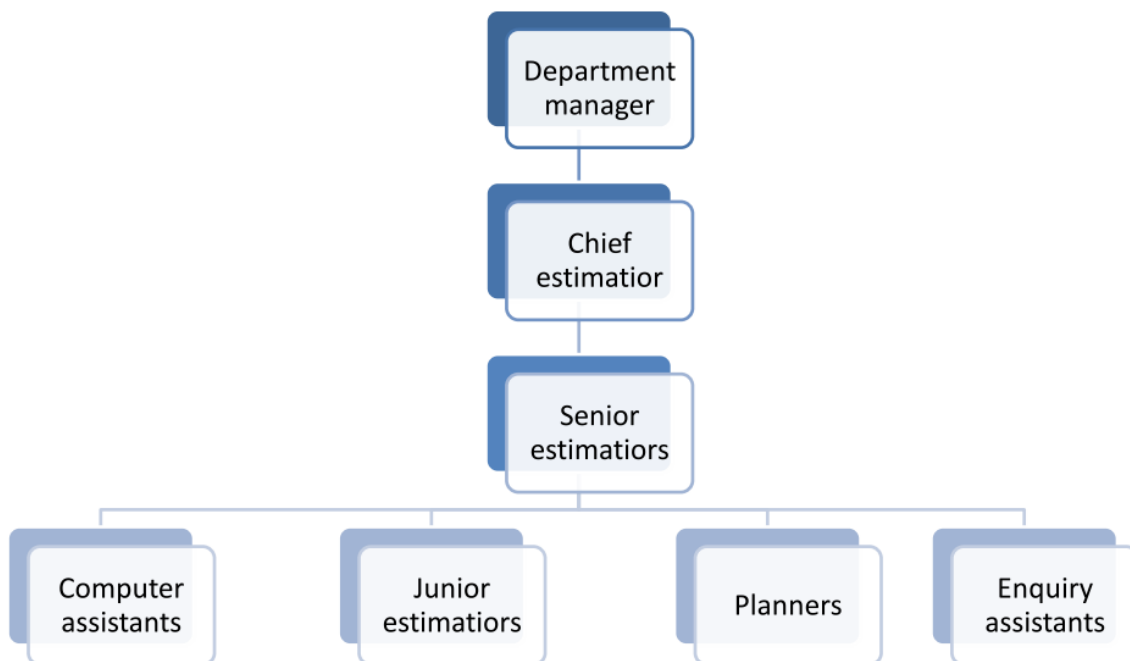 Department
manager
Chief
estimatior
Senior
estimatiors
Computer
assistants
Junior
estimatiors
Planners
Enquiry
assistants